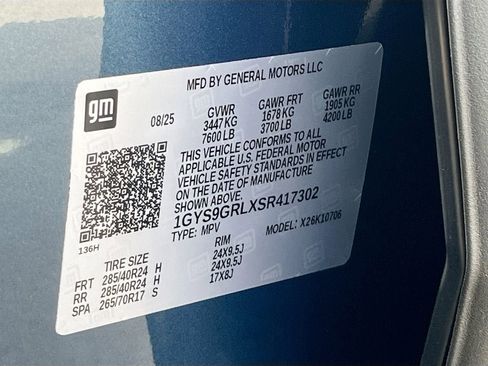 MFD BY GENERAL MOTORS LLC
gm
08/25 GVWR GAWR FRT GAWR RR
3447 KG 1678 KG 1905 KG
7600 LB 3700 LB 4200 LB
THIS VEHICLE CONFORMS TO ALL
APPLICABLE U.S. FEDERAL MOTOR
VEHICLE SAFETY STANDARDS IN EFFECT
ON THE DATE OF MANUFACTURE
SHOWN ABOVE.
1GYS9GRLXSR417302
TYPE: MPV MODEL: X26K10706
136H
TIRE SIZE RIM
FRT 285/40R24 H 24X9.5J
RR 285/40R24 H 24X9.5J
SPA 265/70R17 S 17X8J